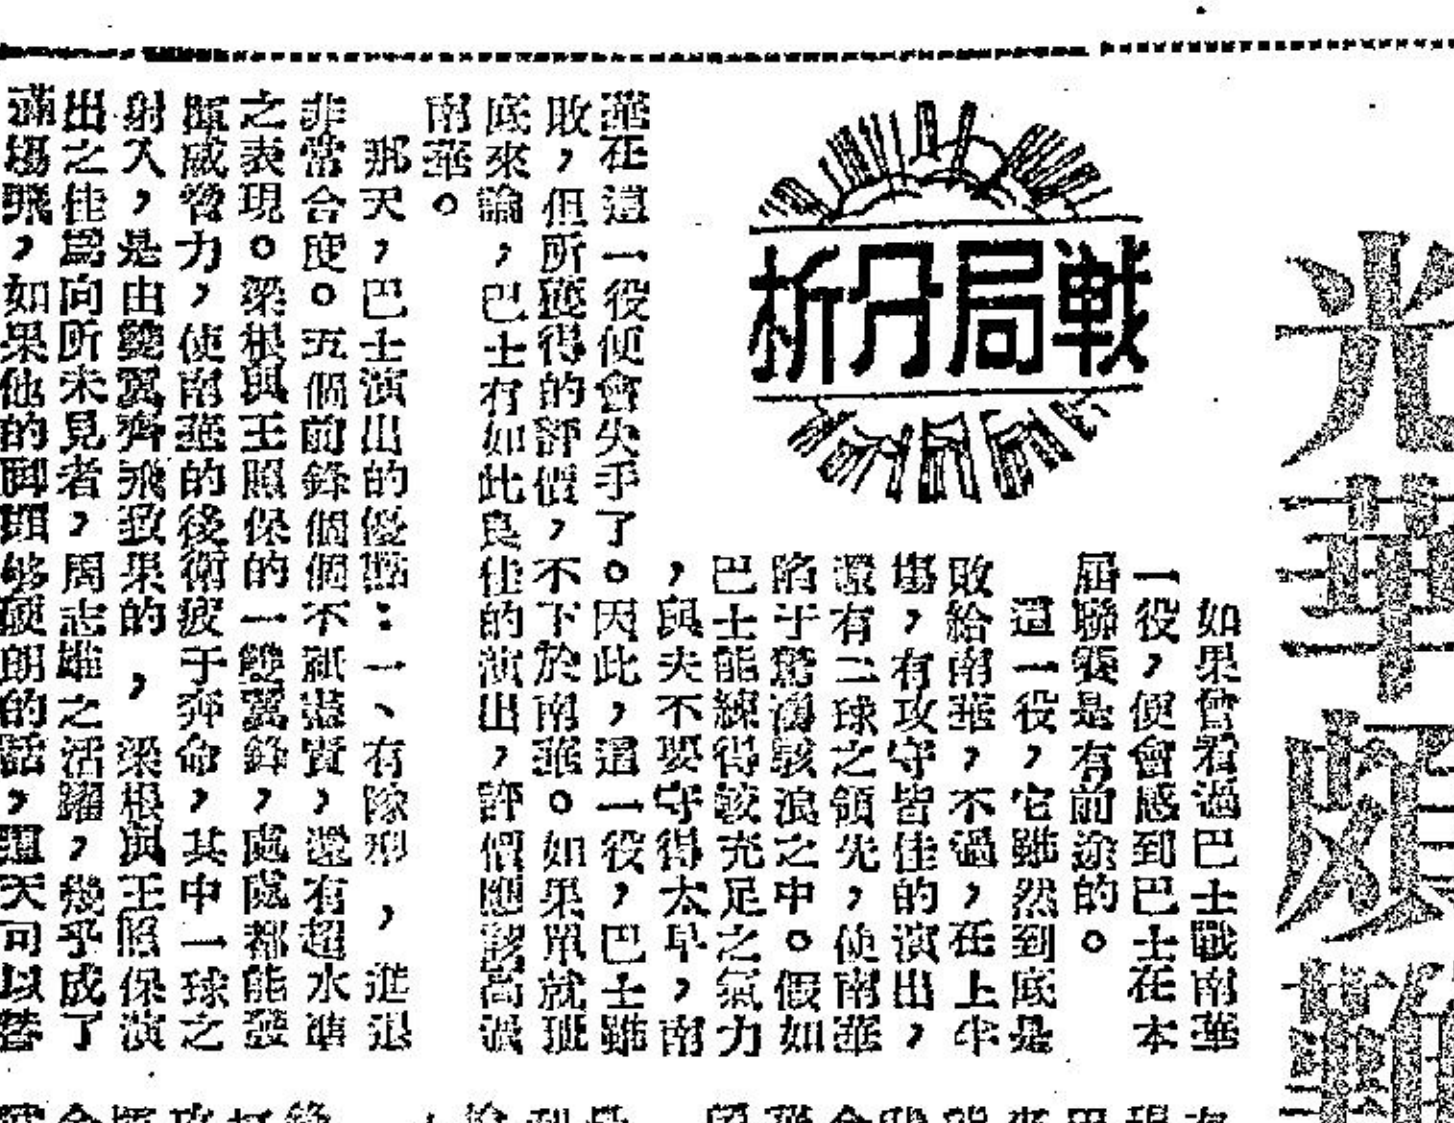 光華頗難
戰局分析
如果曾看過巴士戰南華
一役，便會感到巴士在本
屆聯賽是有前途的。
這一役，它雖然到底是
敗給南華，不過，在上半
塲，有攻守皆佳的演出，
還有二球之領先，使南華
陷于驚濤駭浪之中。假如
巴士能練得較充足之氣力
，與夫不要守得太早，南
華在這一役便會失手了。因此，這一役，巴士雖
敗，但所獲得的評價，不下於南華。如果單就班
底來論，巴士有如此良佳的演出，評價應該高過
南華。
那天，巴士演出的優點：一、有隊形，進退
非常合度。五個前鋒個個不祇落實，還有超水準
之表現。梁根與王照保的一雙翼鋒，處處都能發
揮威脅力，使南華的後衛疲于奔命，其中一球之
射入，是由雙翼齊飛致果的，梁根與王照保演
出之佳爲向所未見者，周志雄之活躍，幾乎成了
滿塲飛，如果他的脚頭够硬朗的話，還天可以替